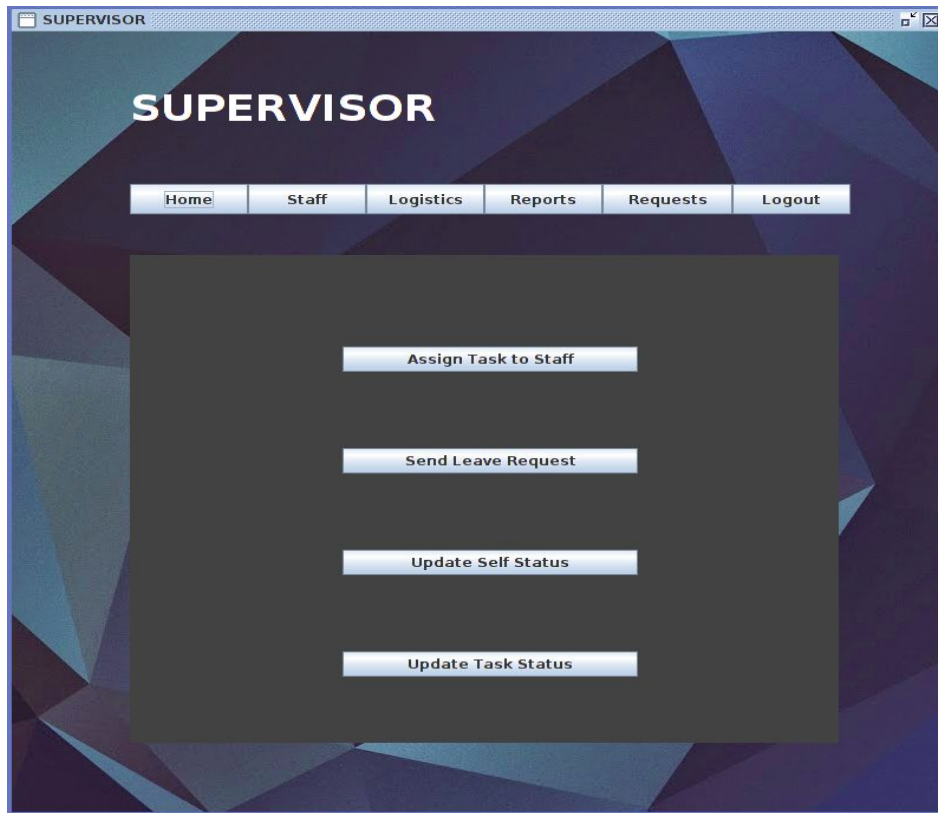 SUPERVISOR
SUPERVISOR
Home Staff Logistics Reports Requests Logout
Assign Task to Staff
Send Leave Request
Update Self Status
Update Task Status